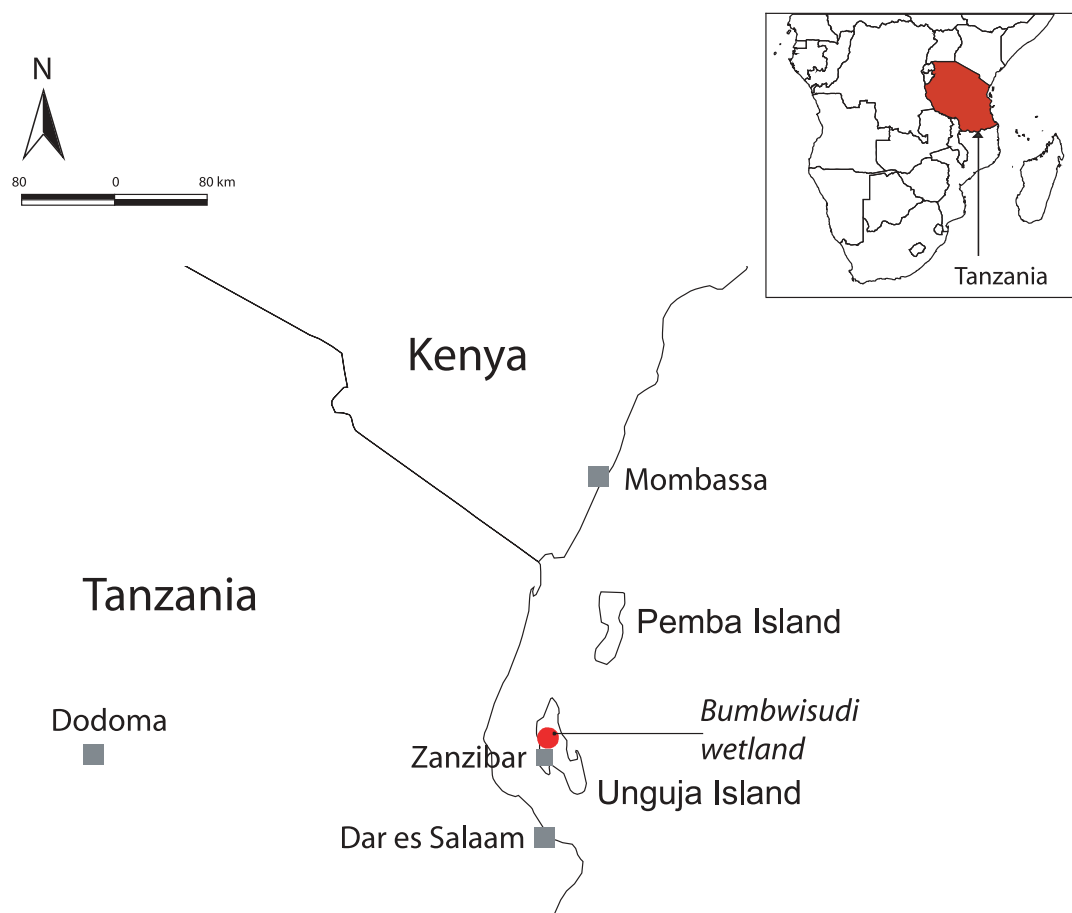 N
80 0 80 km
Tanzania
Kenya
Mombassa
Tanzania
Pemba Island
Dodoma
Bumbwisudi
wetland
Zanzibar
Unguja Island
Dar es Salaam